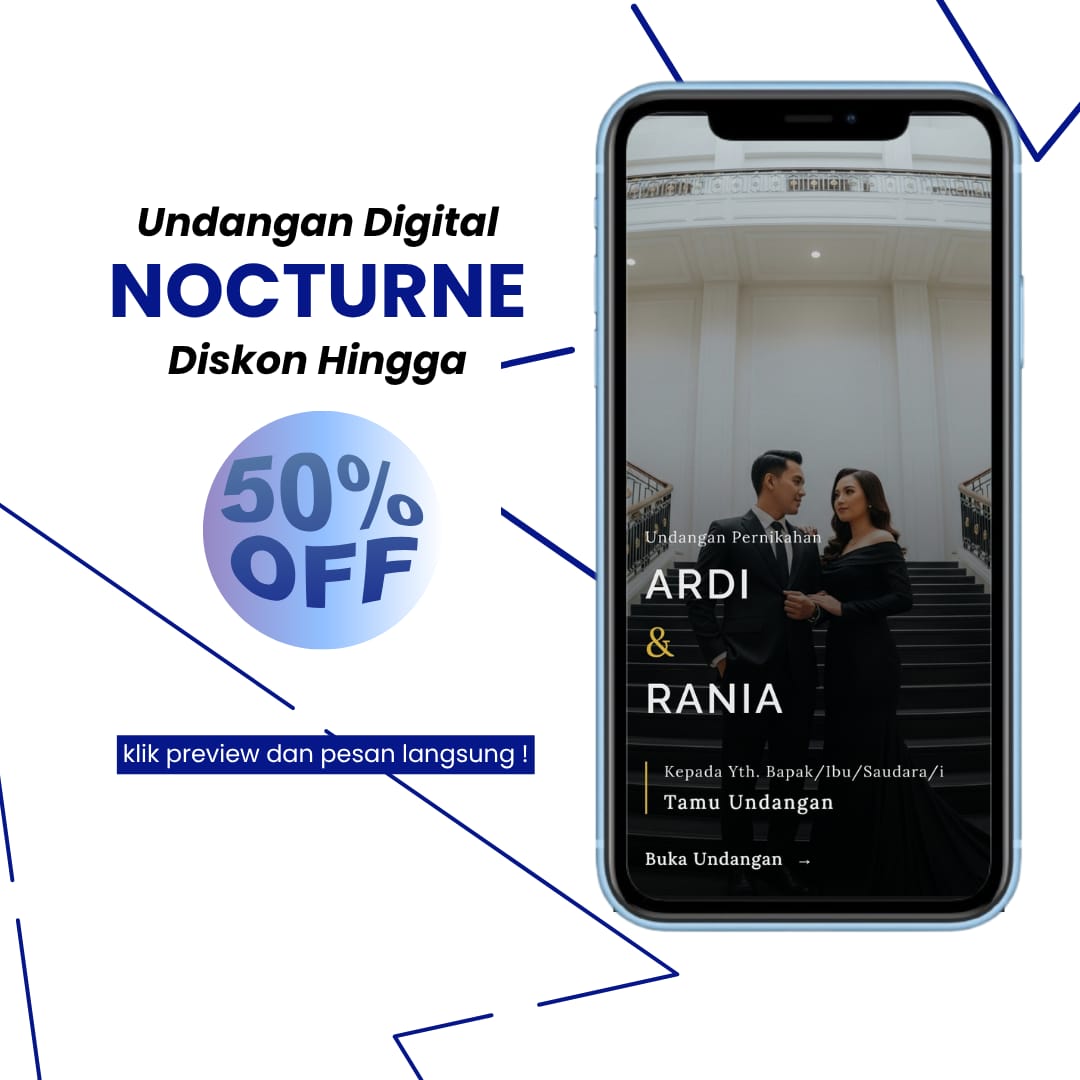 Undangan Digital
NOCTURNE
Diskon Hingga
50%
OFF
klik preview dan pesan langsung !
Undangan Pernikahan
ARDI
&
RANIA
Kepada Yth. Bapak/Ibu/Saudara/i
Tamu Undangan
Buka Undangan →